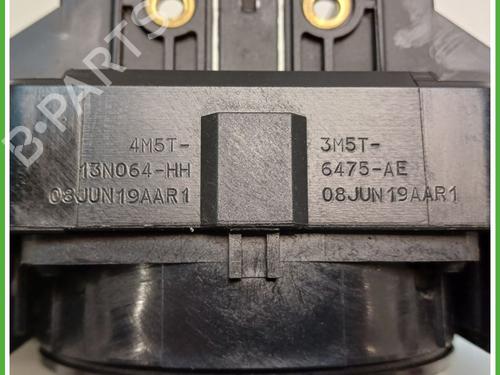 B-PARTS
4M5T-
13N064-HH
08JUN19AAR1
3M5T-
6475-AE
08JUN19AAR1